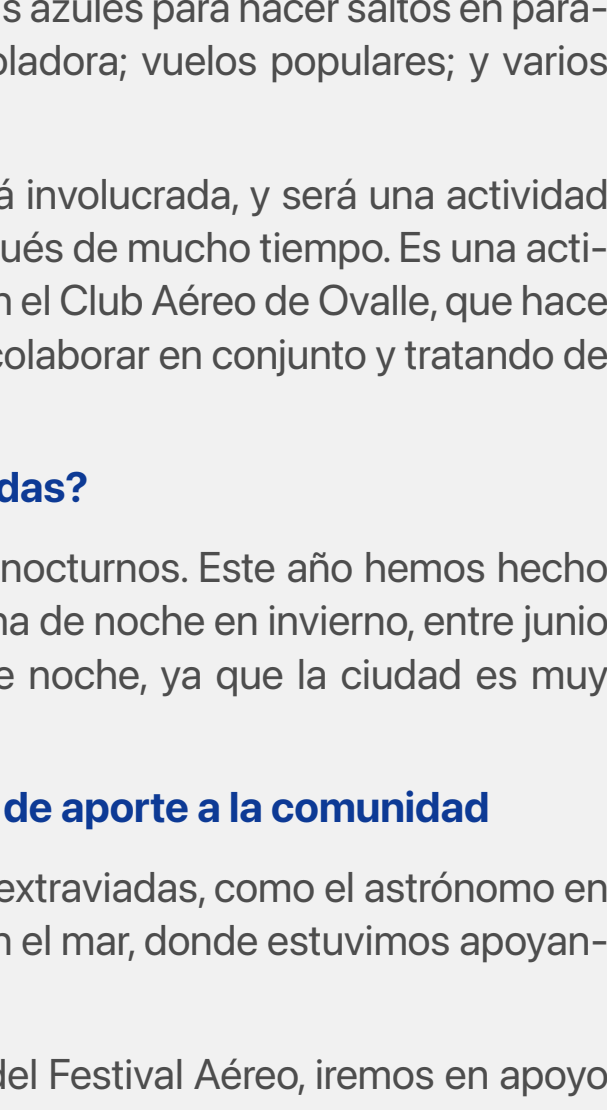 s azules para hacer saltos en para-
oladora; vuelos populares; y varios
á involucrada, y será una actividad
ués de mucho tiempo. Es una acti-
n el Club Aéreo de Ovalle, que hace
colaborar en conjunto y tratando de
das?
nocturnos. Este año hemos hecho
na de noche en invierno, entre junio
e noche, ya que la ciudad es muy
de aporte a la comunidad
extraviadas, como el astrónomo en
n el mar, donde estuvimos apoyan-
del Festival Aéreo, iremos en apoyo